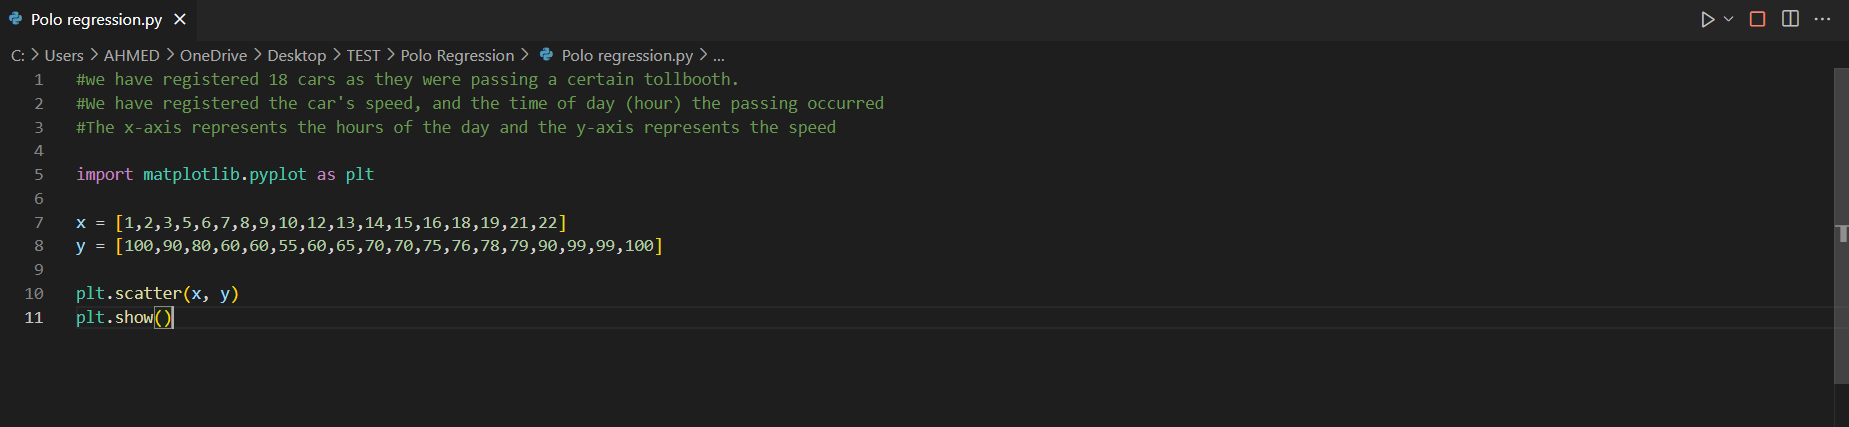 Polo regression.py
C: > Users > AHMED > OneDrive > Desktop > TEST > Polo Regression > Polo regression.py > ...
1 #we have registered 18 cars as they were passing a certain tollbooth.
2 #We have registered the car's speed, and the time of day (hour) the passing occurred
3 #The x-axis represents the hours of the day and the y-axis represents the speed
4
5 import matplotlib.pyplot as plt
6
7 x = [1,2,3,5,6,7,8,9,10,12,13,14,15,16,18,19,21,22]
8 y = [100,90,80,60,60,55,60,65,70,70,75,76,78,79,90,99,99,100]
9
10 plt.scatter(x, y)
11 plt.show()